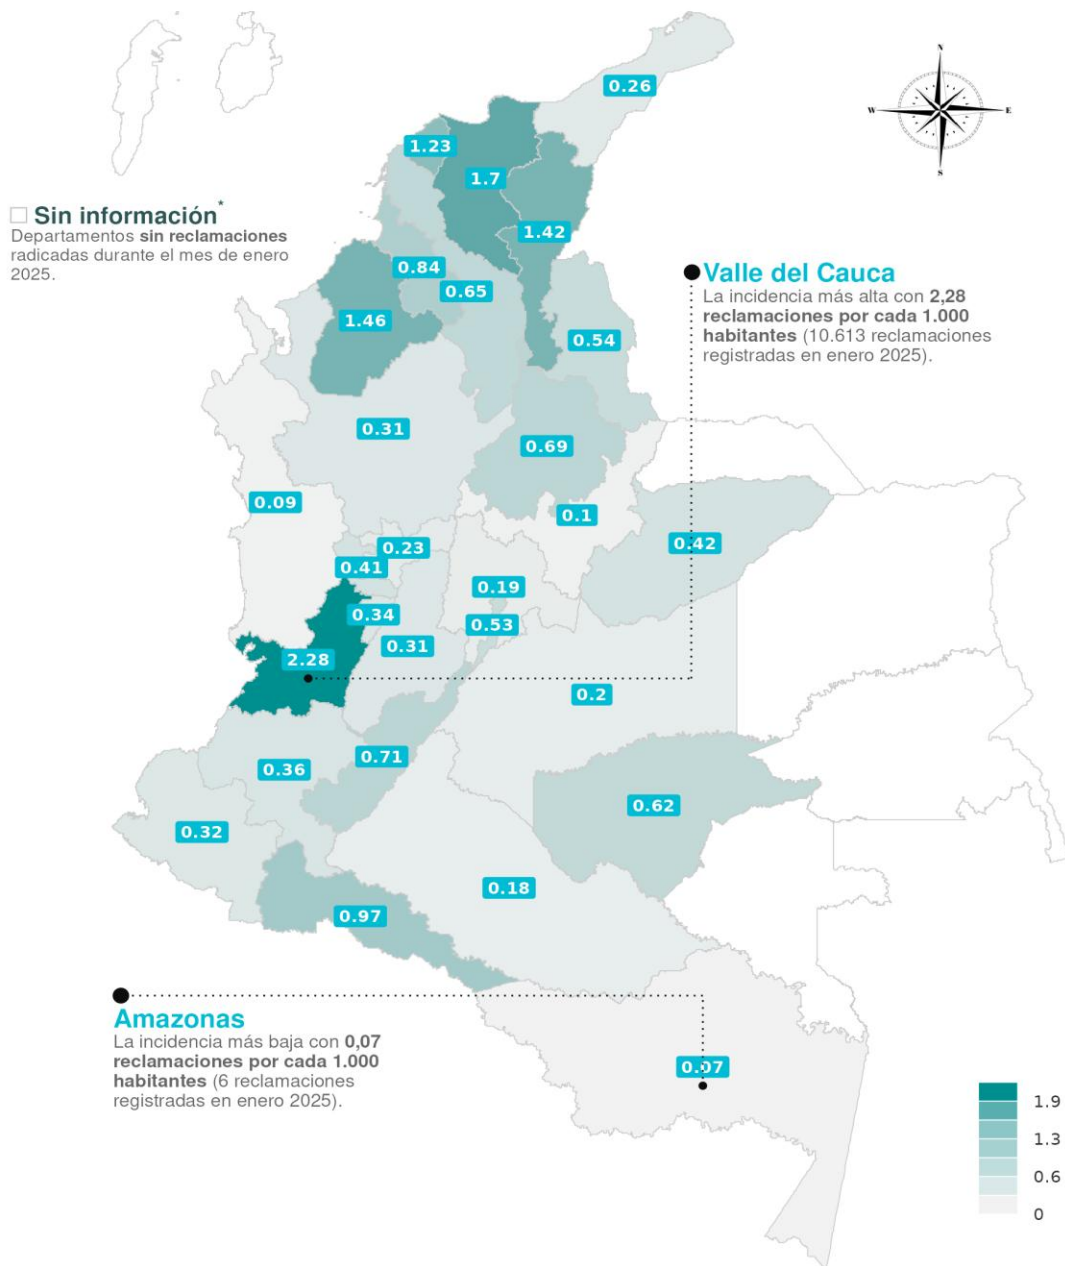 N
W
E
S
0.26
1.23
1.7
□ Sin información*
Departamentos sin reclamaciones
radicadas durante el mes de enero
2025.
1.42
0.84
0.65
1.46
0.54
Valle del Cauca
La incidencia más alta con 2,28
reclamaciones por cada 1.000
habitantes (10.613 reclamaciones
registradas en enero 2025).
0.31
0.69
0.09
0.1
0.42
0.23
0.41
0.19
0.34
0.53
0.31
2.28
0.2
0.71
0.36
0.62
0.32
0.18
0.97
Amazonas
La incidencia más baja con 0,07
reclamaciones por cada 1.000
habitantes (6 reclamaciones
registradas en enero 2025).
0.07
1.9
1.3
0.6
0